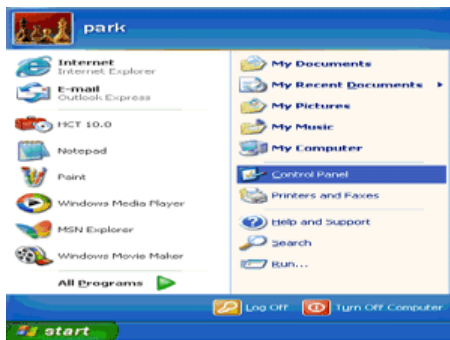 park
Internet
Internet Explorer
E-mail
Outlook Express
HCT 10.0
Notepad
Paint
Windows Media Player
MSN Explorer
Windows Movie Maker
All Programs
My Documents
My Recent Documents
My Pictures
My Music
My Computer
Control Panel
Printers and Faxes
Help and Support
Search
Run...
Log Off
Turn Off Computer
start